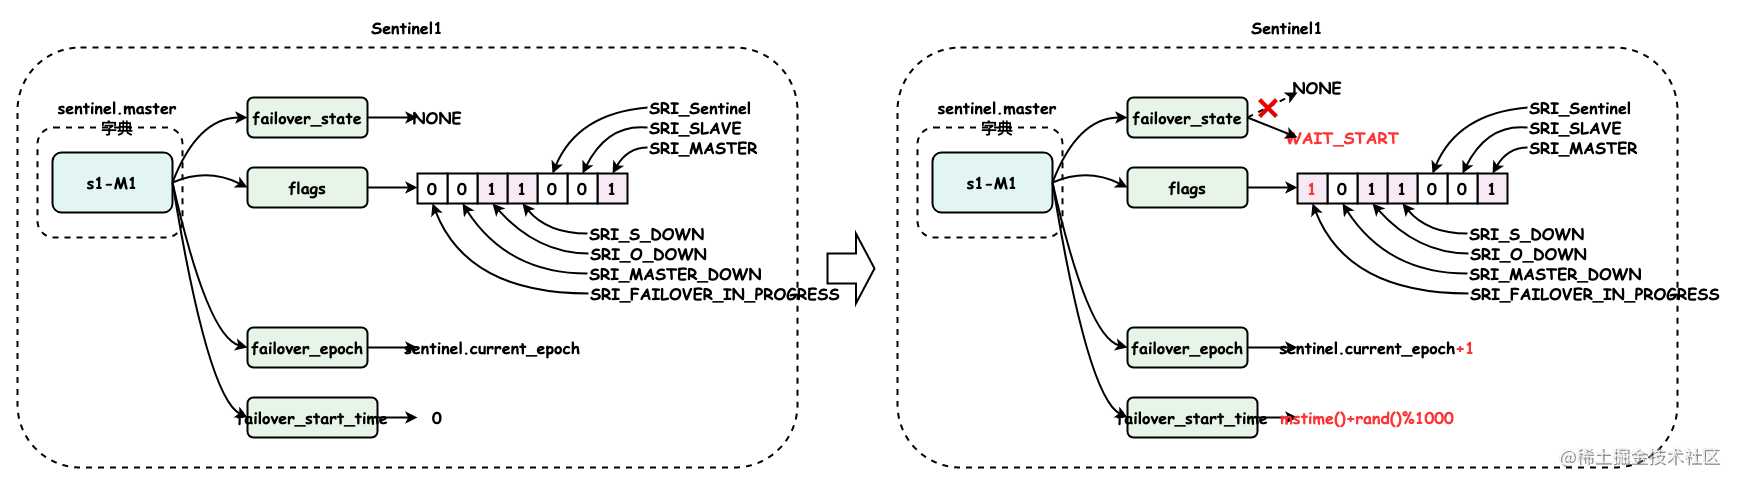 Sentinel1
sentinel.master
字典
s1-M1
failover_state
NONE
flags
0 0 1 1 0 0 1
SRI_Sentinel
SRI_SLAVE
SRI_MASTER
SRI_S_DOWN
SRI_O_DOWN
SRI_MASTER_DOWN
SRI_FAILOVER_IN_PROGRESS
failover_epoch
sentinel.current_epoch
failover_start_time
0
Sentinel1
sentinel.master
字典
s1-M1
failover_state
NONE
WAIT_START
flags
1 0 1 1 0 0 1
SRI_Sentinel
SRI_SLAVE
SRI_MASTER
SRI_S_DOWN
SRI_O_DOWN
SRI_MASTER_DOWN
SRI_FAILOVER_IN_PROGRESS
failover_epoch
sentinel.current_epoch+1
failover_start_time
mstime()+rand()%1000
@稀土掘金技术社区